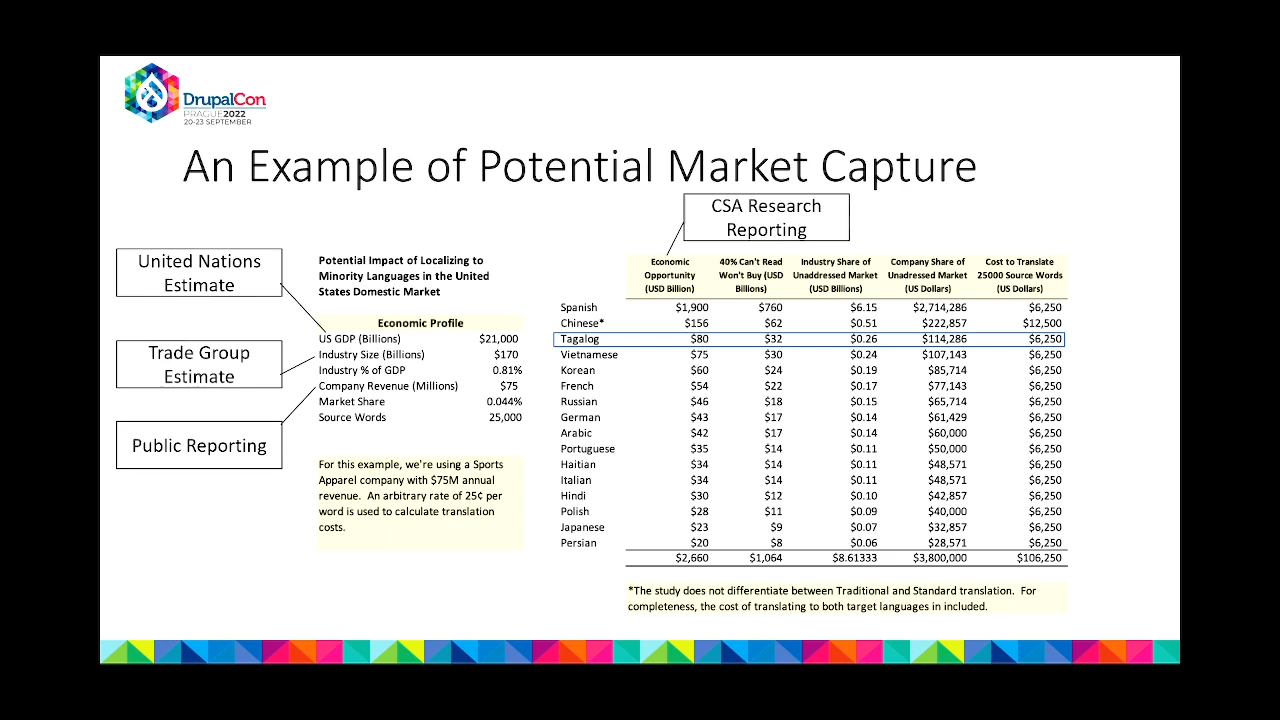 DrupalCon
PRAGUE2022
20-23 SEPTEMBER
An Example of Potential Market Capture
CSA Research
Reporting
United Nations
Estimate
Trade Group
Estimate
Public Reporting
Potential Impact of Localizing to
Minority Languages in the United
States Domestic Market
Economic Profile
US GDP (Billions) $21,000
Industry Size (Billions) $170
Industry % of GDP 0.81%
Company Revenue (Millions) $75
Market Share 0.044%
Source Words 25,000
For this example, we're using a Sports
Apparel company with $75M annual
revenue. An arbitrary rate of 25¢ per
word is used to calculate translation
costs.
Economic 40% Can't Read Industry Share of Company Share of Cost to Translate
Opportunity Won't Buy (USD Unaddressed Market Unadressed Market 25000 Source Words
(USD Billion) Billions) (USD Billions) (US Dollars) (US Dollars)
Spanish $1,900 $760 $6.15 $2,714,286 $6,250
Chinese* $156 $62 $0.51 $222,857 $12,500
Tagalog $80 $32 $0.26 $114,286 $6,250
Vietnamese $75 $30 $0.24 $107,143 $6,250
Korean $60 $24 $0.19 $85,714 $6,250
French $54 $22 $0.17 $77,143 $6,250
Russian $46 $18 $0.15 $65,714 $6,250
German $43 $17 $0.14 $61,429 $6,250
Arabic $42 $17 $0.14 $60,000 $6,250
Portuguese $35 $14 $0.11 $50,000 $6,250
Haitian $34 $14 $0.11 $48,571 $6,250
Italian $34 $14 $0.11 $48,571 $6,250
Hindi $30 $12 $0.10 $42,857 $6,250
Polish $28 $11 $0.09 $40,000 $6,250
Japanese $23 $9 $0.07 $32,857 $6,250
Persian $20 $8 $0.06 $28,571 $6,250
$2,660 $1,064 $8.61333 $3,800,000 $106,250
*The study does not differentiate between Traditional and Standard translation. For
completeness, the cost of translating to both target languages in included.